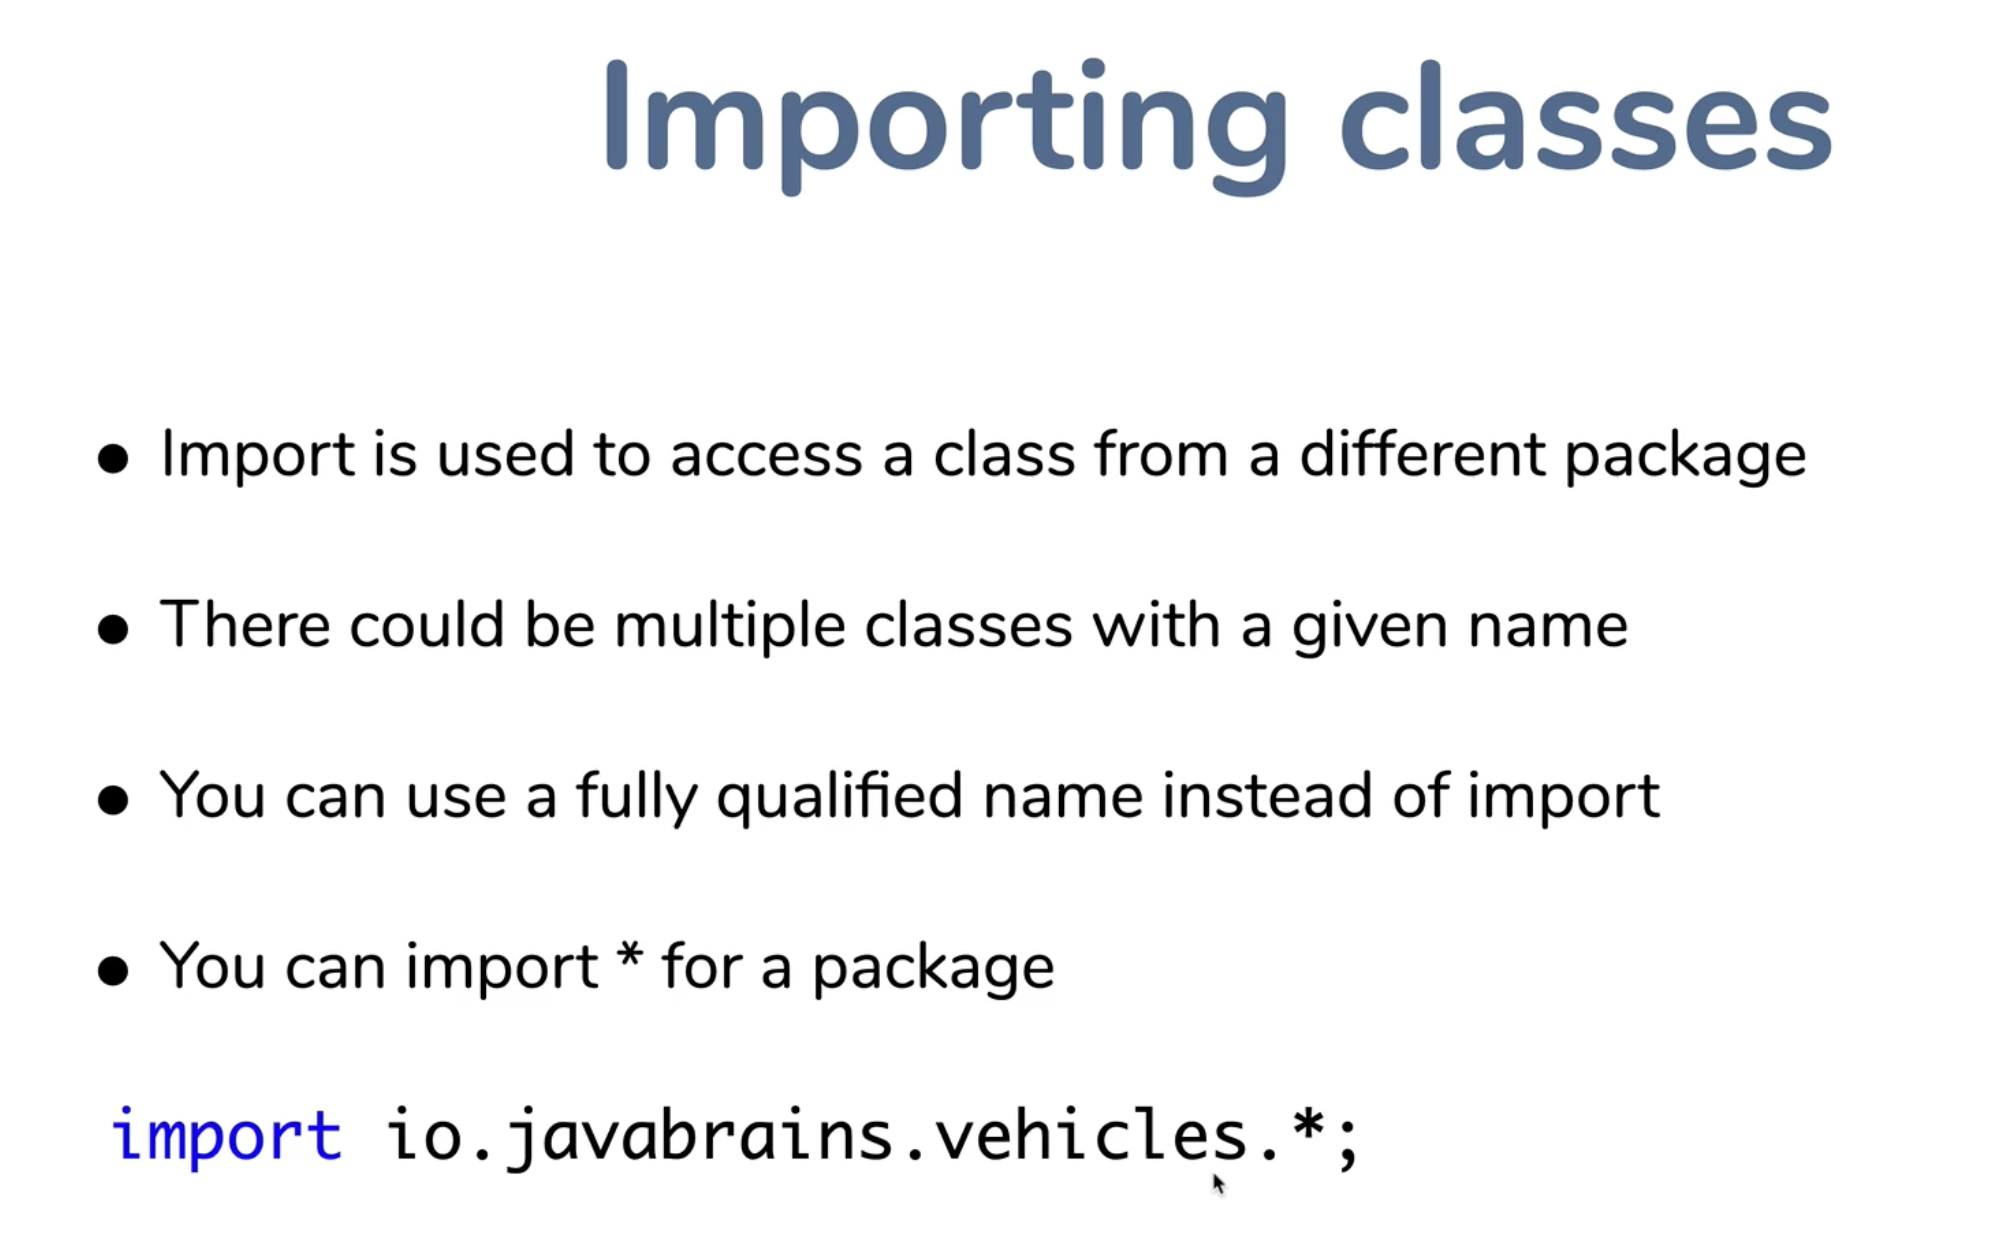 Importing classes
• Import is used to access a class from a different package
• There could be multiple classes with a given name
• You can use a fully qualified name instead of import
• You can import * for a package
import io.javabrains.vehicles.*;